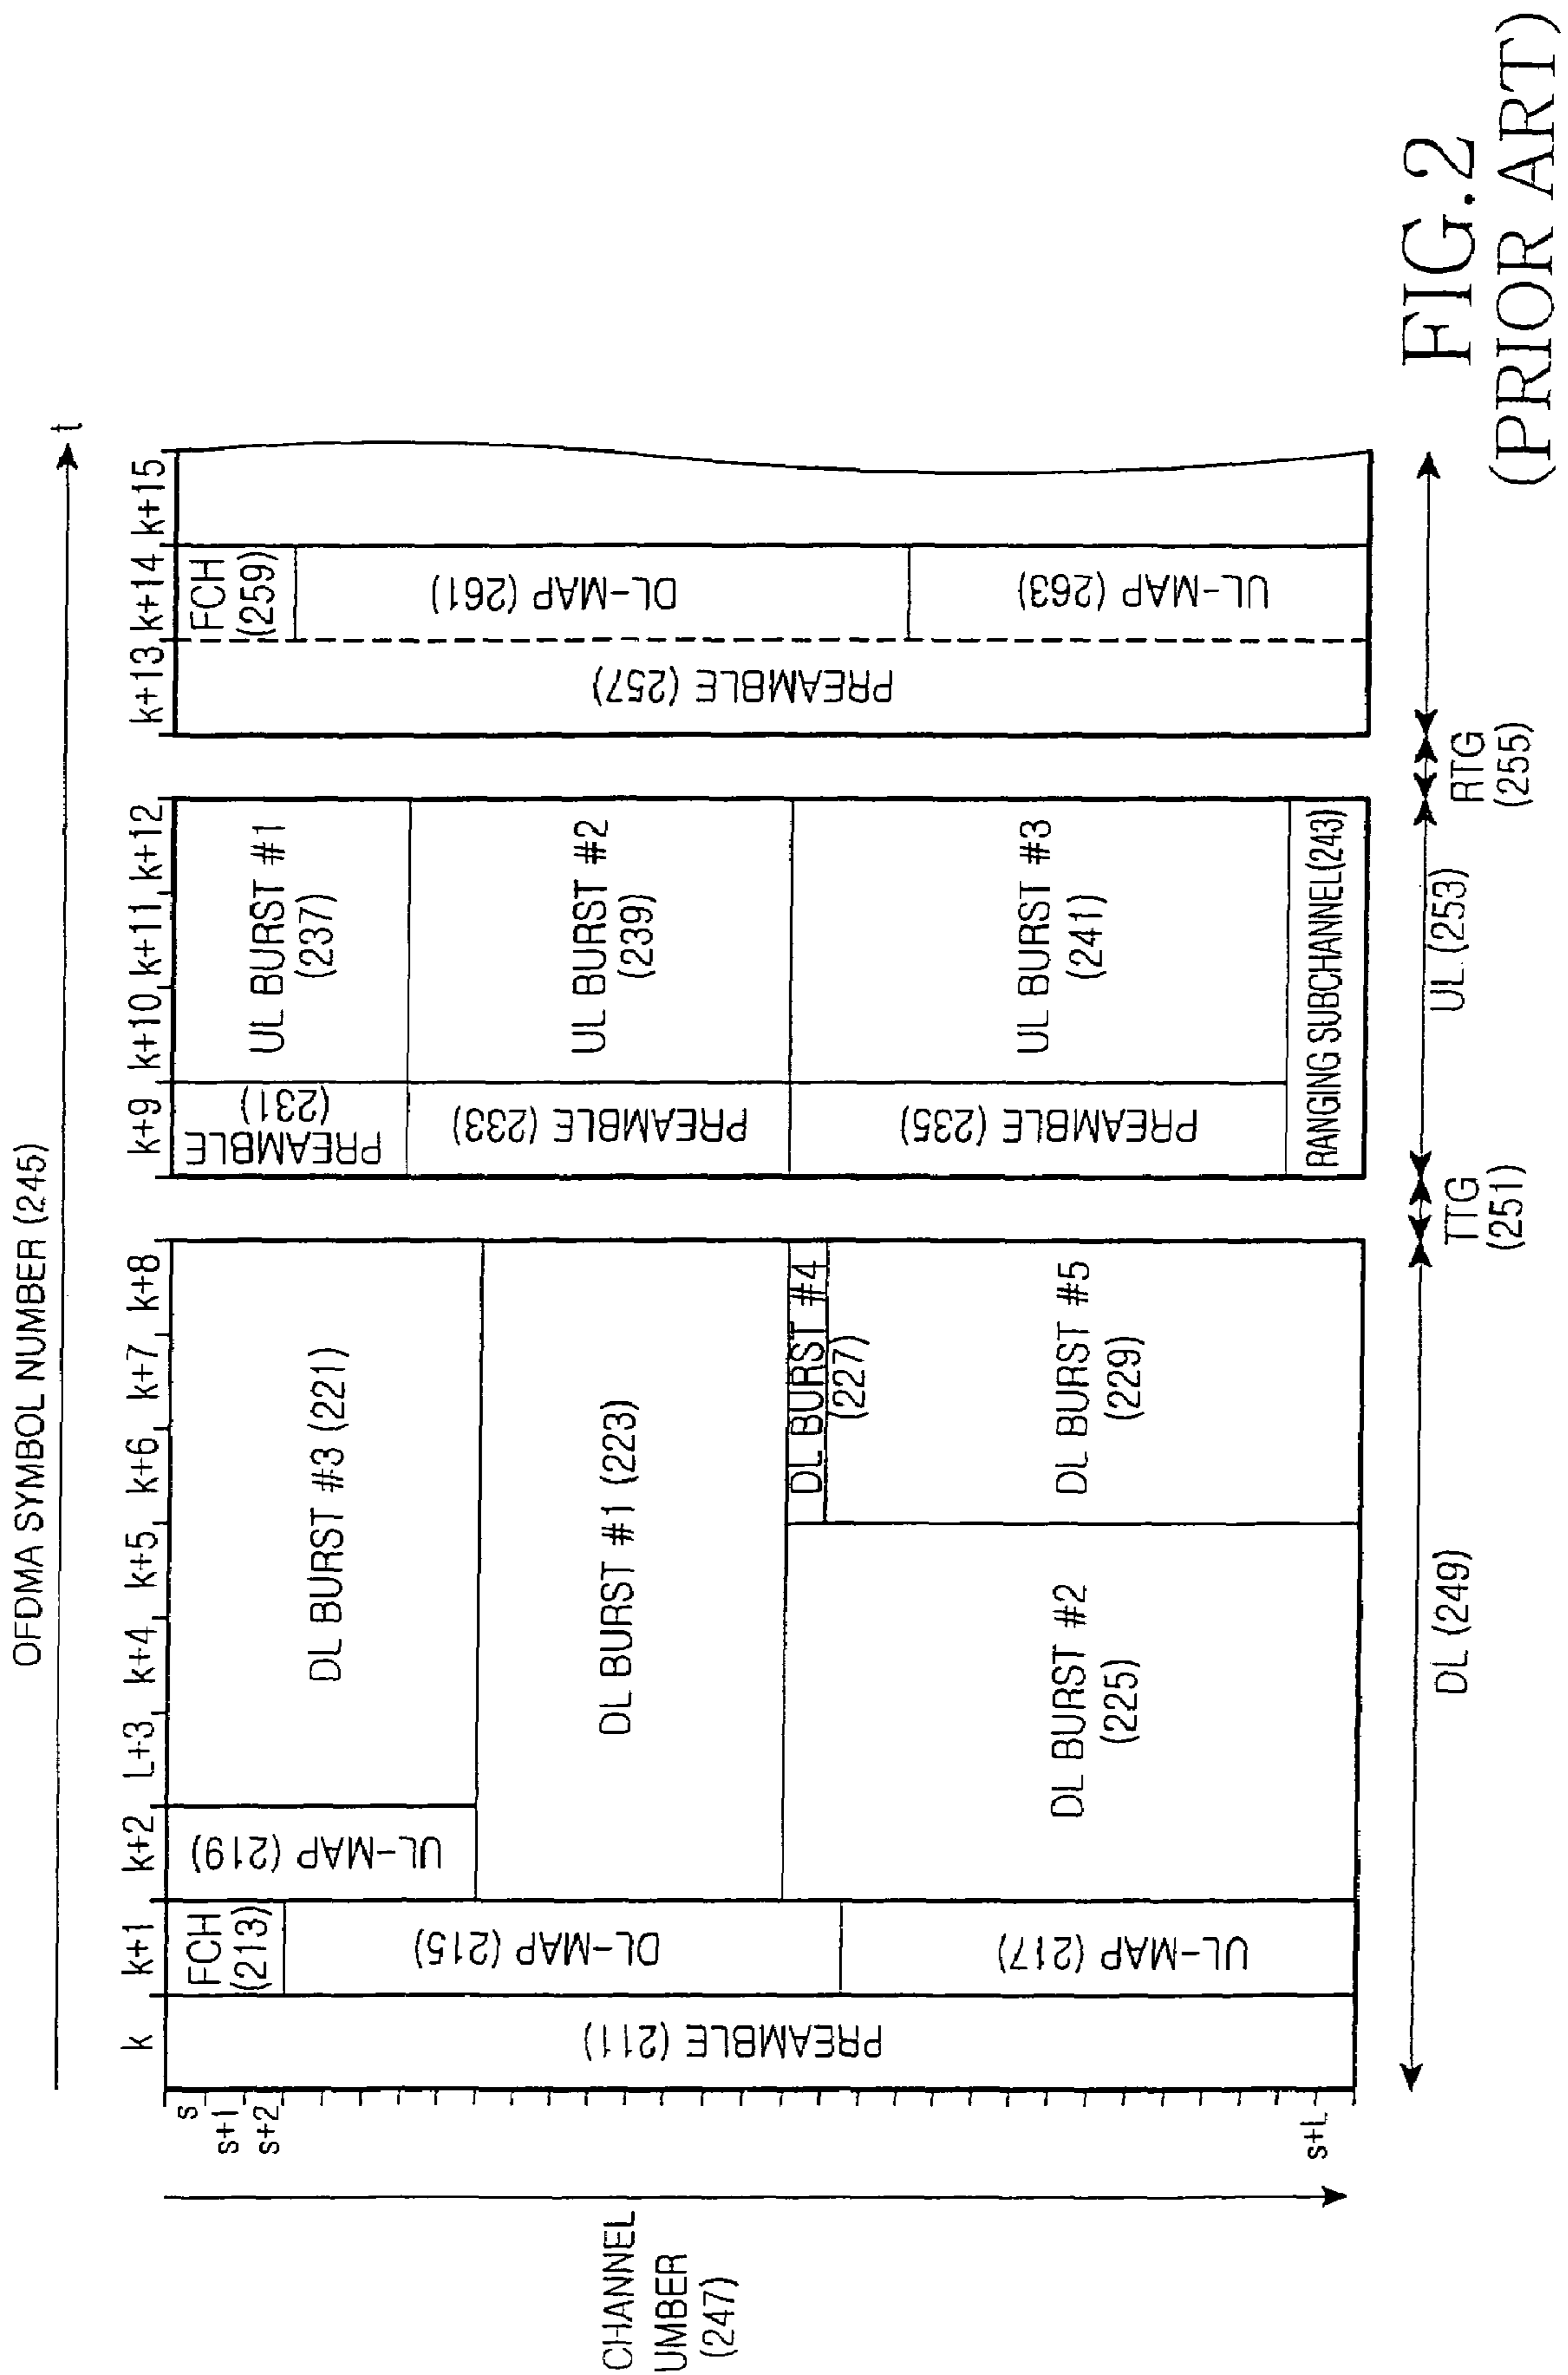 OFDMA SYMBOL NUMBER (245)
t
k
k+1
k+2
L+3
k+4
k+5
k+6
k+7
k+8
k+9
k+10
k+11
k+12
k+13
k+14
k+15
s
s+1
s+2
s+L
CHANNEL
UMBER
(247)
PREAMBLE (211)
FCH
(213)
DL-MAP (215)
UL-MAP (217)
UL-MAP (219)
DL BURST #3 (221)
DL BURST #1 (223)
DL BURST #2
(225)
DL BURST #4
(227)
DL BURST #5
(229)
PREAMBLE
(231)
PREAMBLE (233)
PREAMBLE (235)
UL BURST #1
(237)
UL BURST #2
(239)
UL BURST #3
(241)
RANGING SUBCHANNEL(243)
PREAMBLE (257)
FCH
(259)
DL-MAP (261)
UL-MAP (263)
DL (249)
TTG
(251)
UL (253)
RTG
(255)
FIG.2
(PRIOR ART)